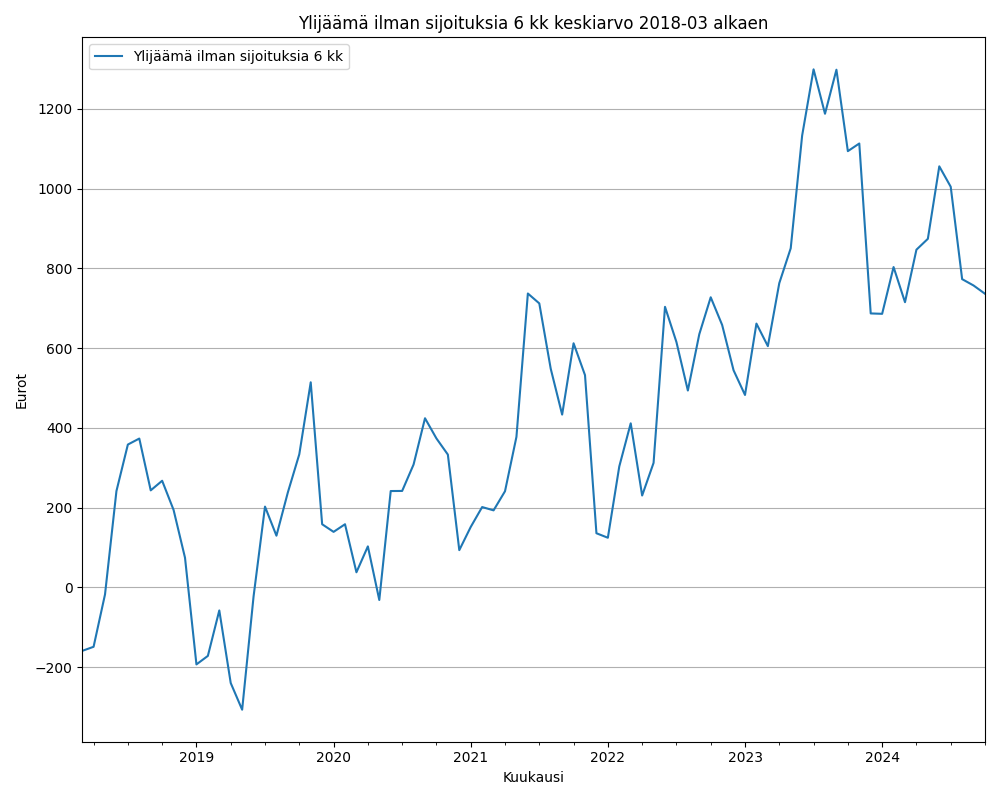 Ylijäämä ilman sijoituksia 6 kk keskiarvo 2018-03 alkaen
Ylijäämä ilman sijoituksia 6 kk
Eurot
1200
1000
800
600
400
200
0
−200
2019 2020 2021 2022 2023 2024
Kuukausi